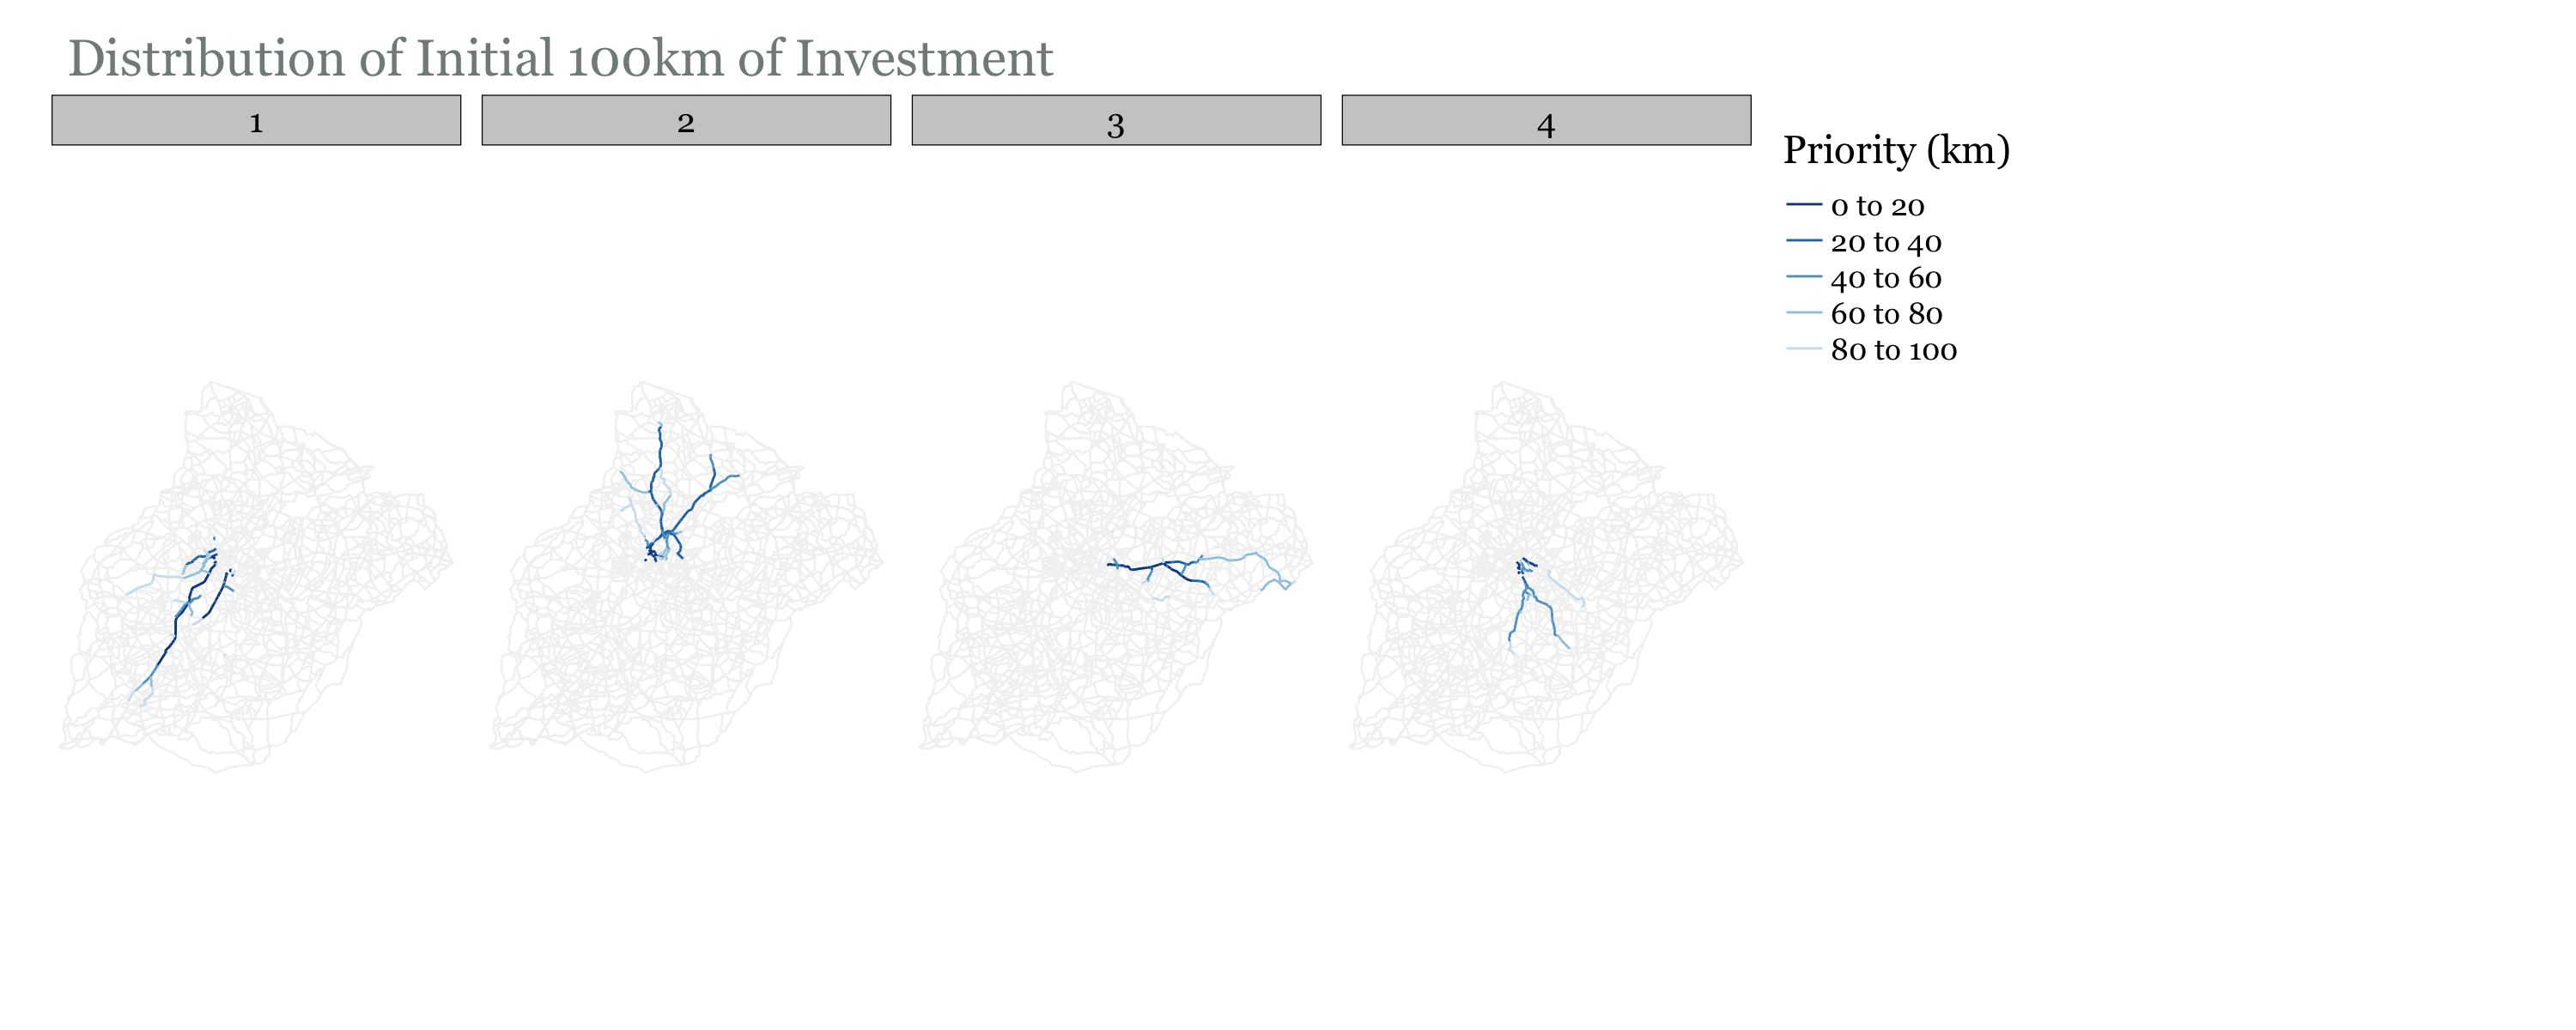 Distribution of Initial 100km of Investment
1
2
3
4
Priority (km)
0 to 20
20 to 40
40 to 60
60 to 80
80 to 100